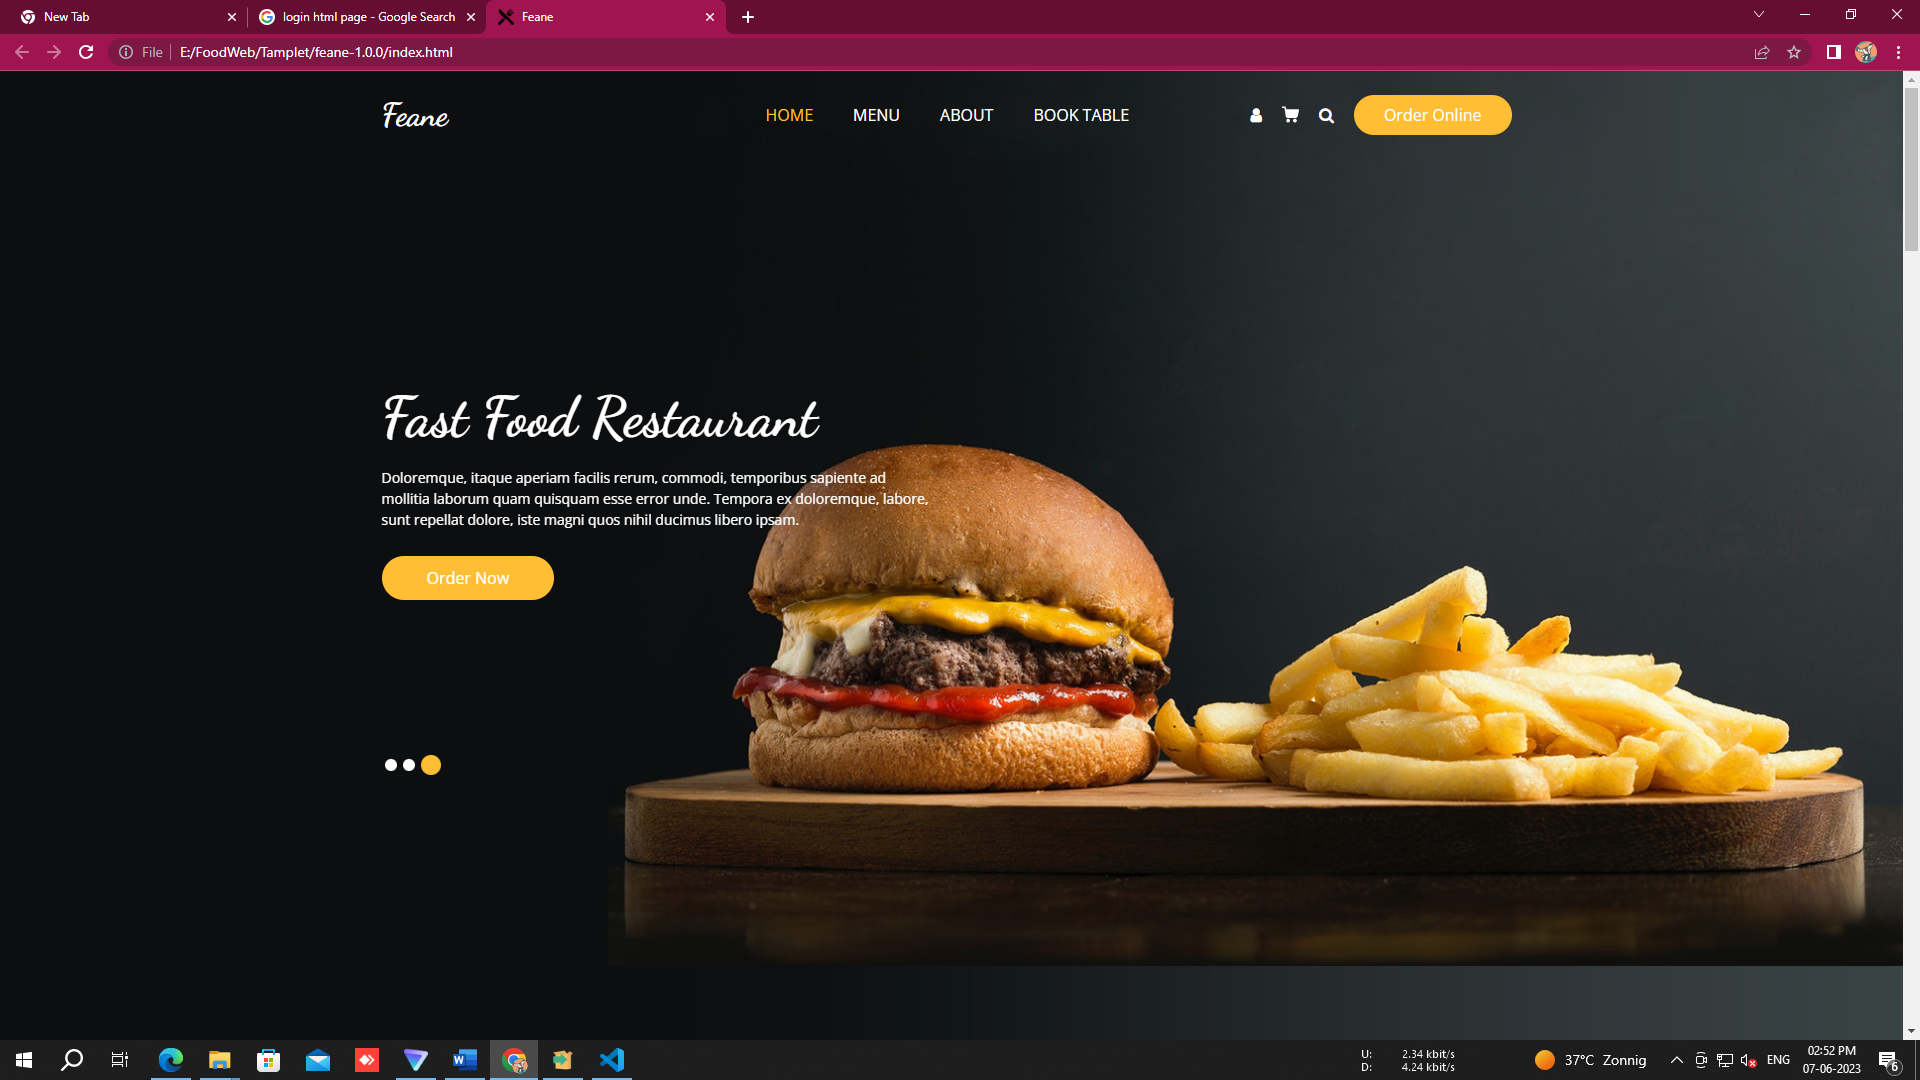 New Tab
login html page - Google Search
Feane
File
E:/FoodWeb/Tamplet/feane-1.0.0/index.html
Feane
HOME
MENU
ABOUT
BOOK TABLE
Order Online
Fast Food Restaurant
Doloremque, itaque aperiam facilis rerum, commodi, temporibus sapiente ad
mollitia laborum quam quisquam esse error unde. Tempora ex doloremque, labore,
sunt repellat dolore, iste magni quos nihil ducimus libero ipsam.
Order Now
U: 2.34 kbit/s
D: 4.24 kbit/s
37°C Zonnig
ENG
02:52 PM
07-06-2023
6